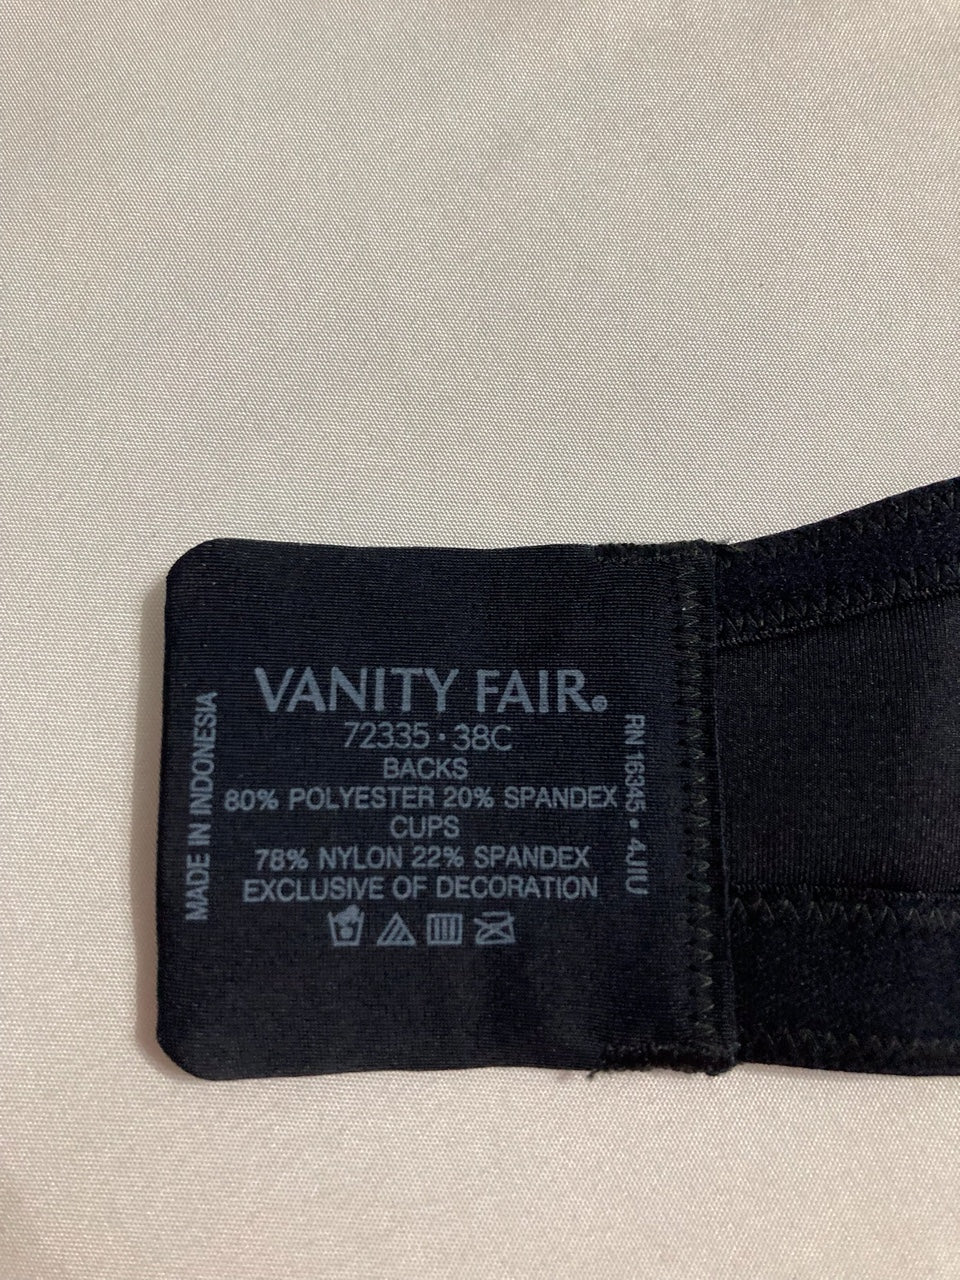 VANITY FAIR®
72335 · 38C
BACKS
80% POLYESTER 20% SPANDEX
CUPS
78% NYLON 22% SPANDEX
EXCLUSIVE OF DECORATION
MADE IN INDONESIA
RN 16345 • 4JIU